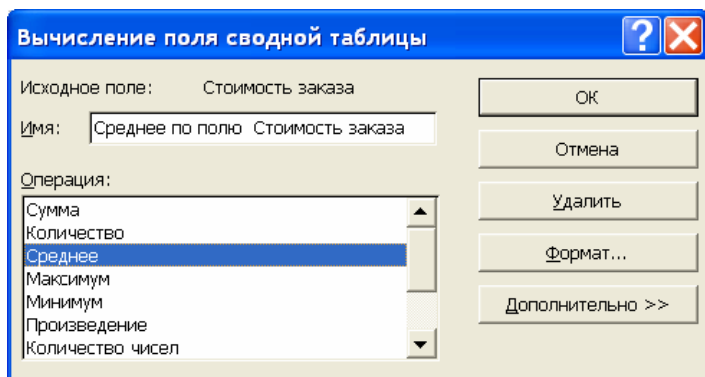 Вычисление поля сводной таблицы
Исходное поле: Стоимость заказа
Имя: Среднее по полю Стоимость заказа
Операция:
Сумма
Количество
Среднее
Максимум
Минимум
Произведение
Количество чисел
ОК
Отмена
Удалить
Формат...
Дополнительно >>